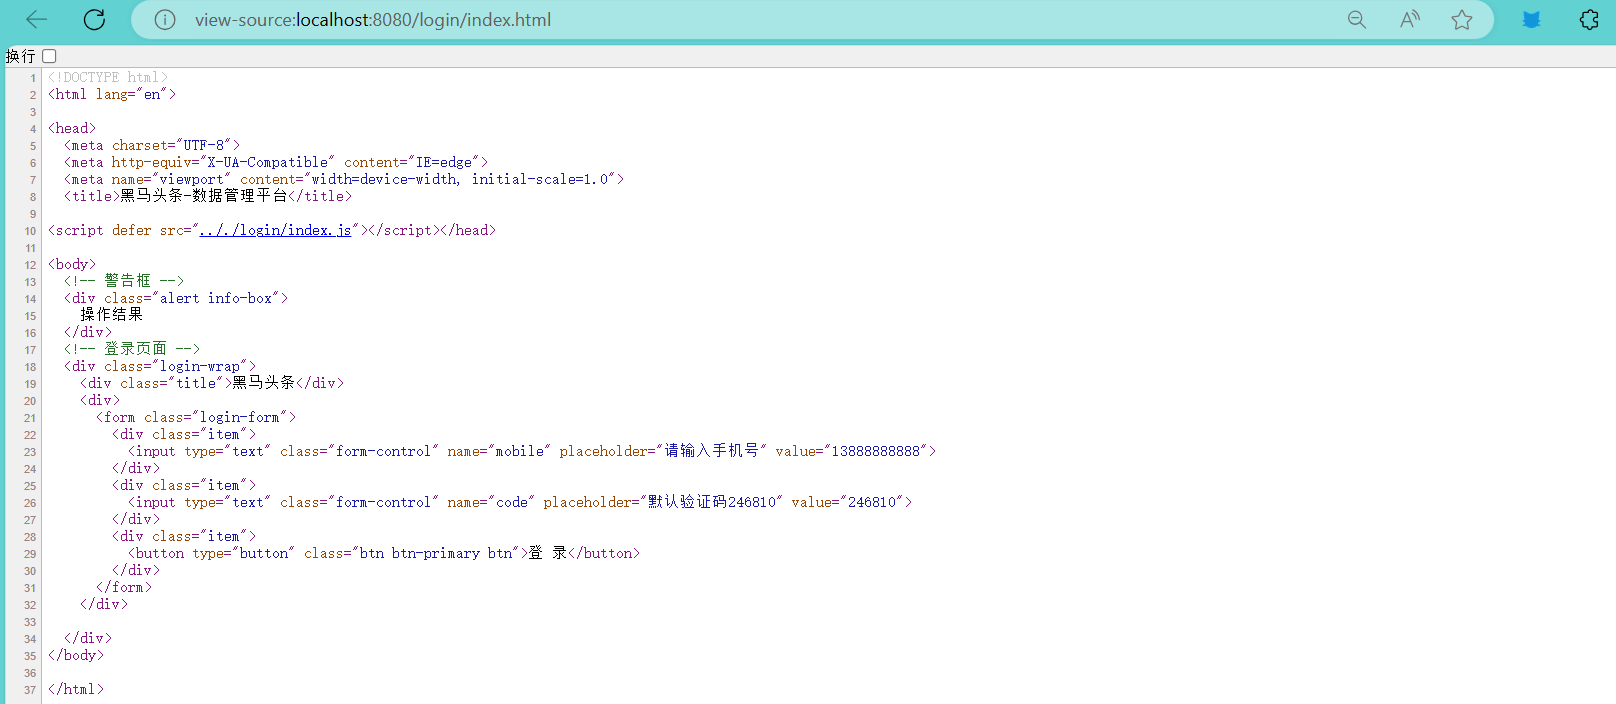 view-source:localhost:8080/login/index.html
换行
1 <!DOCTYPE html>
2 <html lang="en">
3
4 <head>
5   <meta charset="UTF-8">
6   <meta http-equiv="X-UA-Compatible" content="IE=edge">
7   <meta name="viewport" content="width=device-width, initial-scale=1.0">
8   <title>黑马头条-数据管理平台</title>
9
10 <script defer src="../.​/login/index.js"></script></head>
11
12 <body>
13   <!-- 警告框 -->
14   <div class="alert info-box">
15     操作结果
16   </div>
17   <!-- 登录页面 -->
18   <div class="login-wrap">
19     <div class="title">黑马头条</div>
20     <div>
21       <form class="login-form">
22         <div class="item">
23           <input type="text" class="form-control" name="mobile" placeholder="请输入手机号" value="13888888888">
24         </div>
25         <div class="item">
26           <input type="text" class="form-control" name="code" placeholder="默认验证码246810" value="246810">
27         </div>
28         <div class="item">
29           <button type="button" class="btn btn-primary btn">登 录</button>
30         </div>
31       </form>
32     </div>
33
34   </div>
35 </body>
36
37 </html>